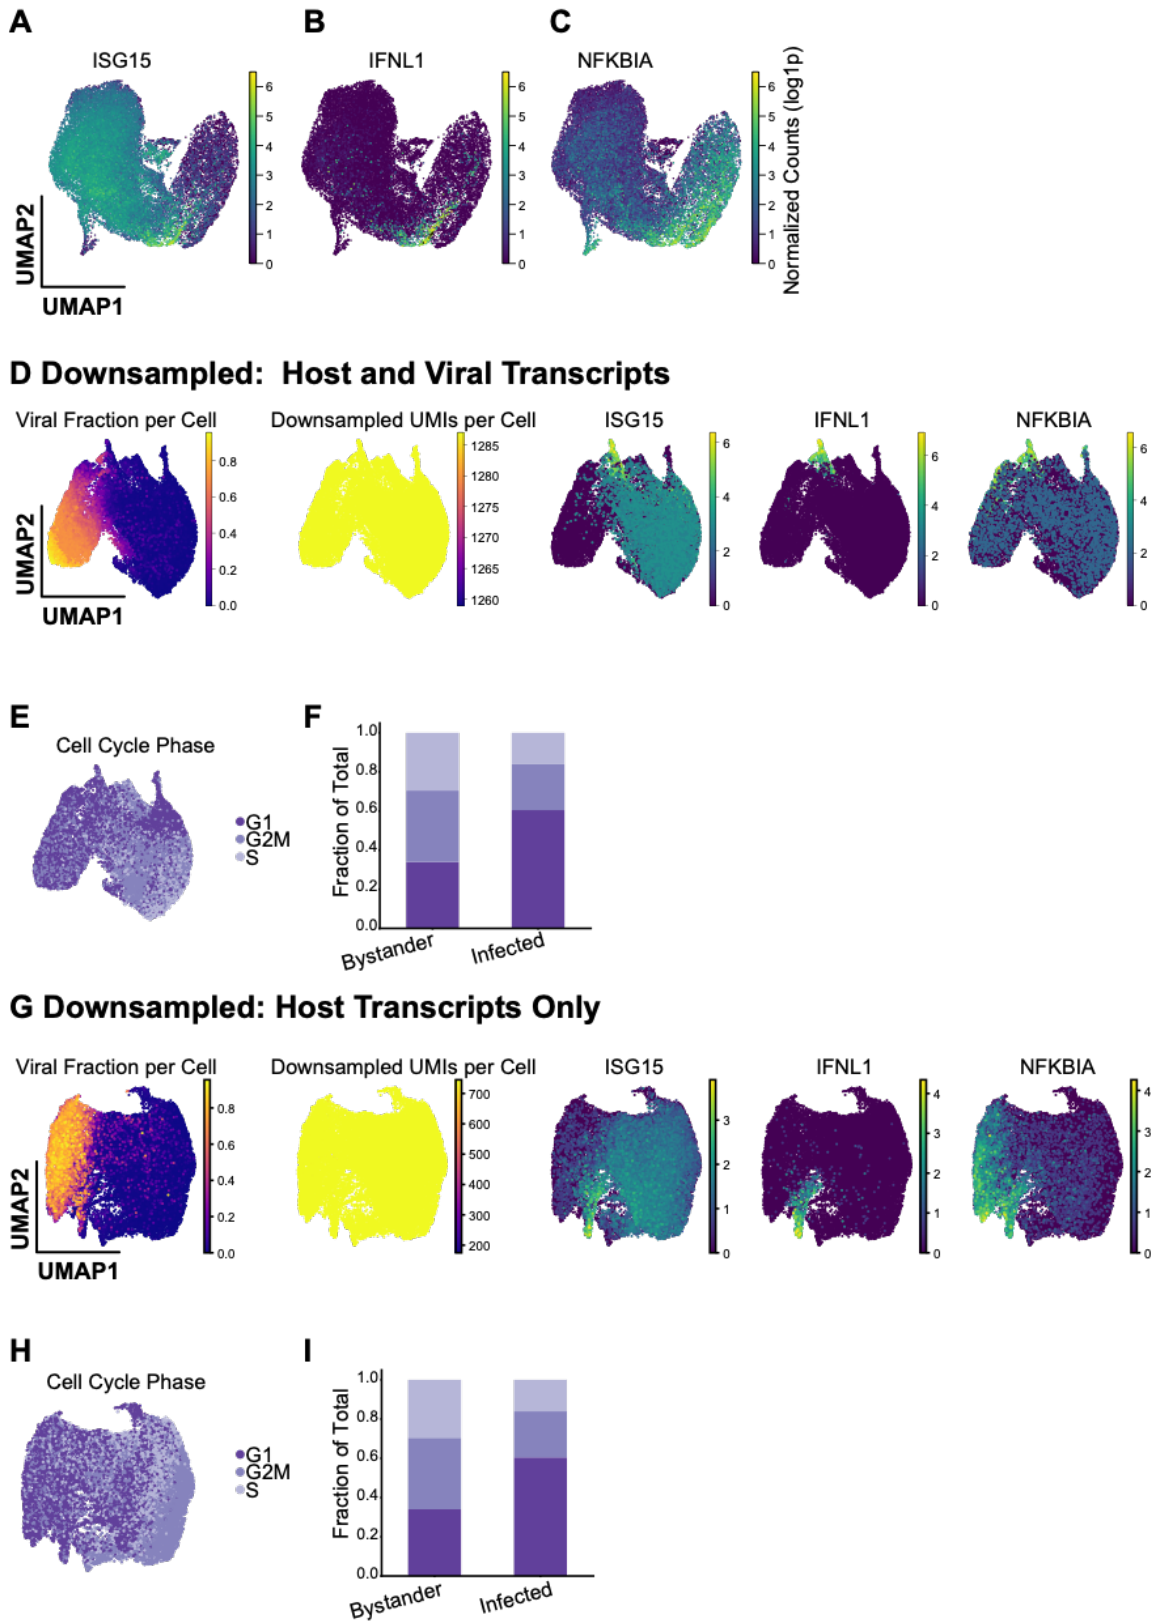 A
B
C
ISG15
IFNL1
NFKBIA
6
5
4
3
2
1
0
6
5
4
3
2
1
0
6
5
4
3
2
1
0
Normalized Counts (log1p)
UMAP2
UMAP1
D Downsampled: Host and Viral Transcripts
Viral Fraction per Cell
Downsampled UMIs per Cell
ISG15
IFNL1
NFKBIA
0.8
0.6
0.4
0.2
0.0
1285
1280
1275
1270
1265
1260
6
4
2
0
6
4
2
0
6
4
2
0
UMAP2
UMAP1
E
F
Cell Cycle Phase
G1
G2M
S
Fraction of Total
1.0
0.8
0.6
0.4
0.2
0.0
Bystander
Infected
G Downsampled: Host Transcripts Only
Viral Fraction per Cell
Downsampled UMIs per Cell
ISG15
IFNL1
NFKBIA
0.8
0.6
0.4
0.2
0.0
700
600
500
400
300
200
3
2
1
0
4
3
2
1
0
4
3
2
1
0
UMAP2
UMAP1
H
I
Cell Cycle Phase
G1
G2M
S
Fraction of Total
1.0
0.8
0.6
0.4
0.2
0.0
Bystander
Infected